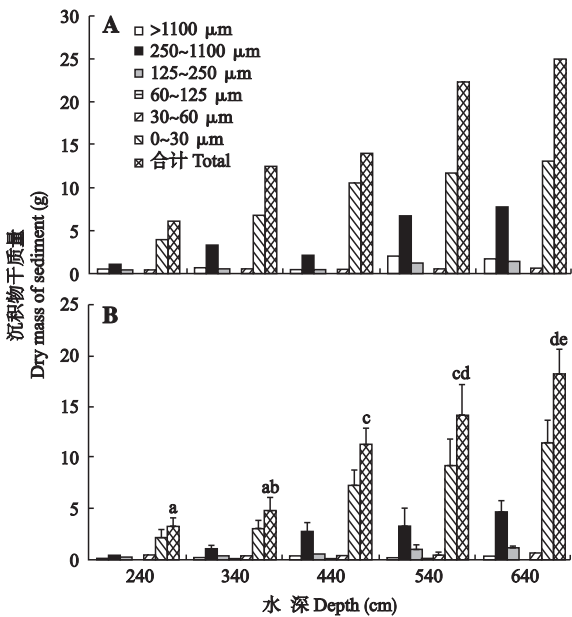 A
>1100 μm
250~1100 μm
125~250 μm
60~125 μm
30~60 μm
0~30 μm
合计 Total
30
25
20
15
10
5
0
沉积物干质量
Dry mass of sediment (g)
B
25
20
15
10
5
0
a
ab
c
cd
de
240 340 440 540 640
水 深 Depth (cm)